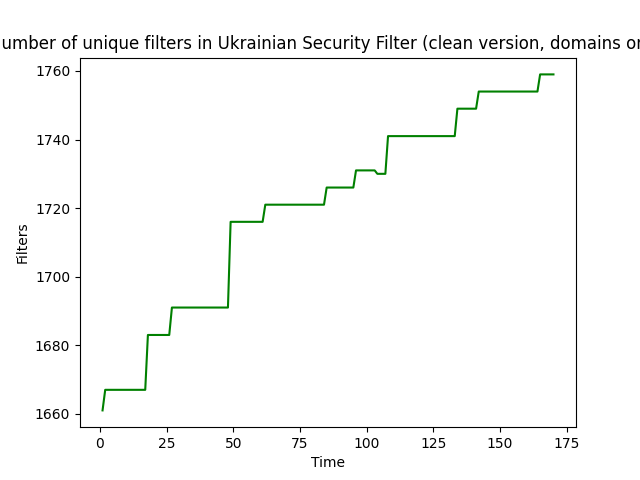 umber of unique filters in Ukrainian Security Filter (clean version, domains or
1760
1740
1720
1700
1680
1660
Filters
0 25 50 75 100 125 150 175
Time